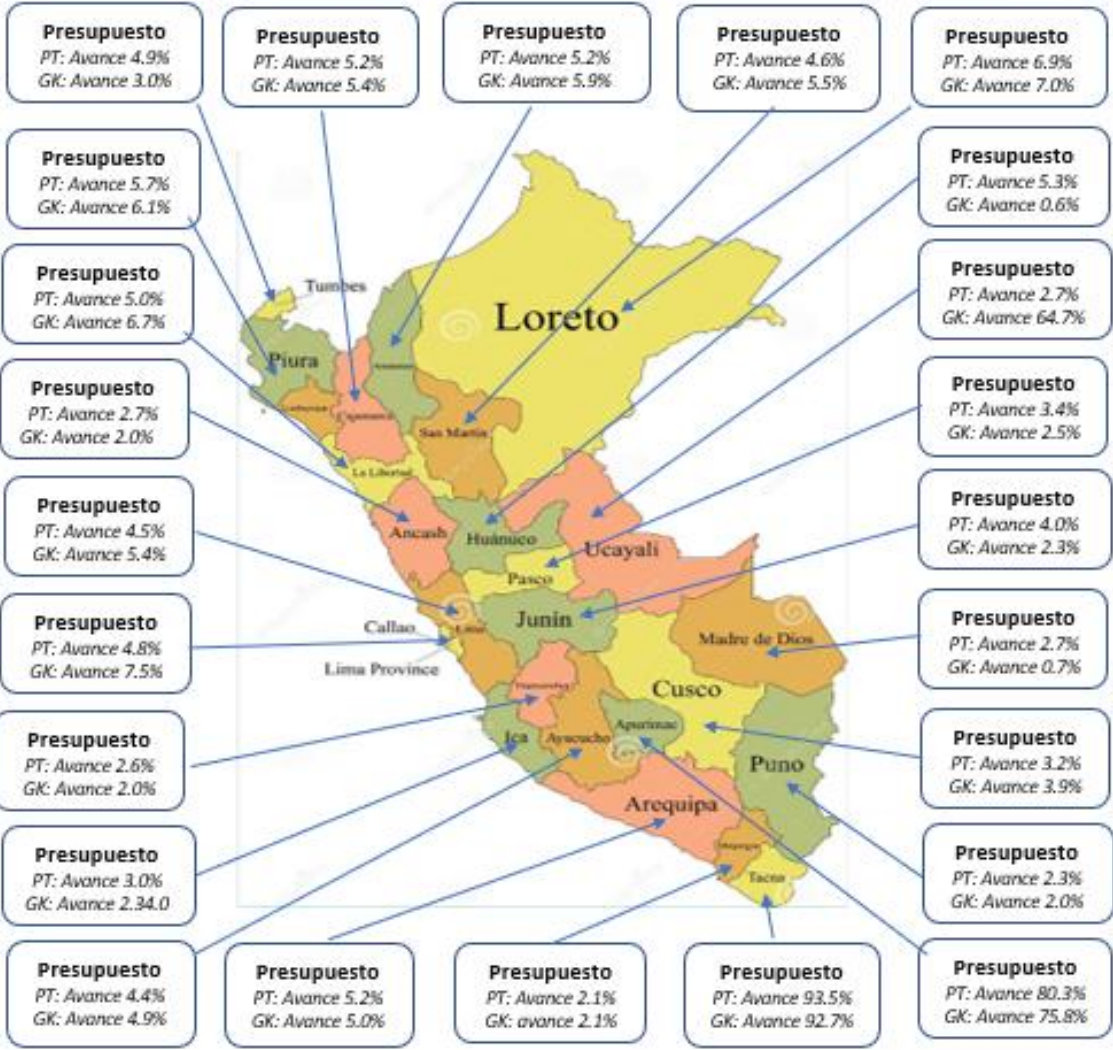 Presupuesto
PT: Avance 4.9%
GK: Avance 3.0%
Presupuesto
PT: Avance 5.2%
GK: Avance 5.4%
Presupuesto
PT: Avance 5.2%
GK: Avance 5.9%
Presupuesto
PT: Avance 4.6%
GK: Avance 5.5%
Presupuesto
PT: Avance 6.9%
GK: Avance 7.0%
Presupuesto
PT: Avance 5.7%
GK: Avance 6.1%
Presupuesto
PT: Avance 5.0%
GK: Avance 6.7%
Presupuesto
PT: Avance 2.7%
GK: Avance 2.0%
Presupuesto
PT: Avance 4.5%
GK: Avance 5.4%
Presupuesto
PT: Avance 4.8%
GK: Avance 7.5%
Presupuesto
PT: Avance 2.6%
GK: Avance 2.0%
Presupuesto
PT: Avance 3.0%
GK: Avance 2.34.0
Presupuesto
PT: Avance 4.4%
GK: Avance 4.9%
Tumbes
Loreto
Piura
Cajamarca
San Martin
La Libertad
Ancash
Huánuco
Ucayali
Pasco
Junin
Callao
Lima
Lima Province
Madre de Dios
Cusco
Ica
Ayacucho
Apurimac
Puno
Arequipa
Tacna
Presupuesto
PT: Avance 5.3%
GK: Avance 0.6%
Presupuesto
PT: Avance 2.7%
GK: Avance 64.7%
Presupuesto
PT: Avance 3.4%
GK: Avance 2.5%
Presupuesto
PT: Avance 4.0%
GK: Avance 2.3%
Presupuesto
PT: Avance 2.7%
GK: Avance 0.7%
Presupuesto
PT: Avance 3.2%
GK: Avance 3.9%
Presupuesto
PT: Avance 2.3%
GK: Avance 2.0%
Presupuesto
PT: Avance 5.2%
GK: Avance 5.0%
Presupuesto
PT: Avance 2.1%
GK: avance 2.1%
Presupuesto
PT: Avance 93.5%
GK: Avance 92.7%
Presupuesto
PT: Avance 80.3%
GK: Avance 75.8%